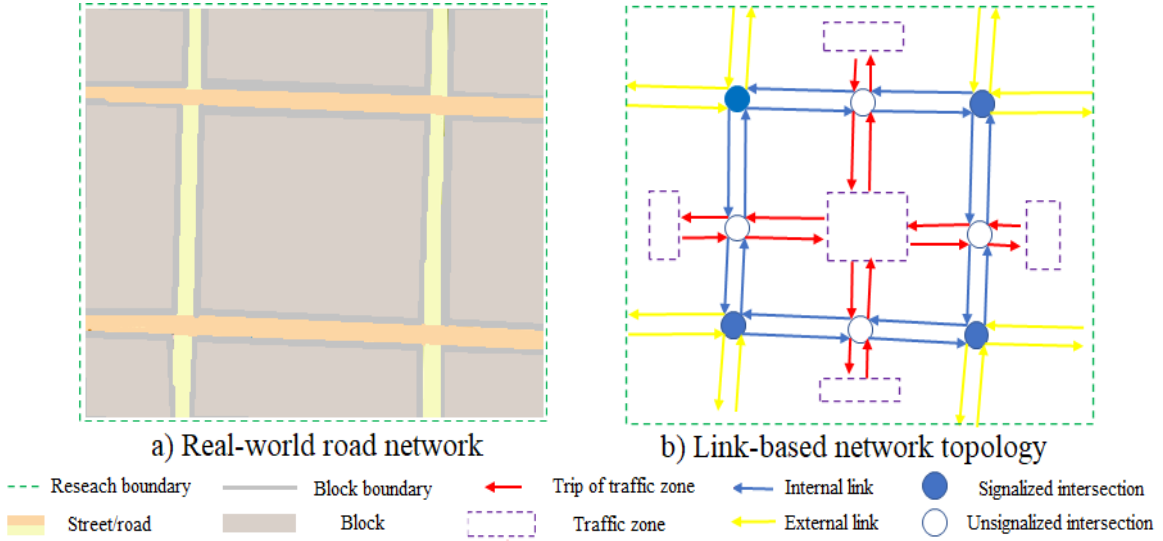 a) Real-world road network
b) Link-based network topology
Reseach boundary
Block boundary
Trip of traffic zone
Internal link
Signalized intersection
Street/road
Block
Traffic zone
External link
Unsignalized intersection